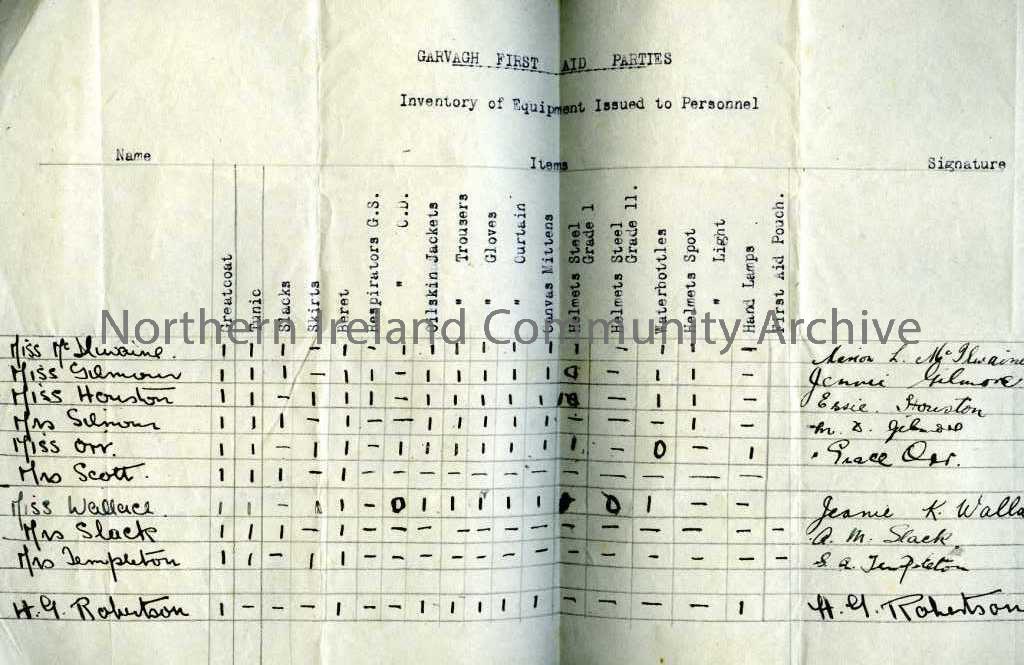 GARVAGH FIRST AID PARTIES
Inventory of Equipment Issued to Personnel
Name Items Signature
Greatcoat
Tunic
Slacks
Skirts
Beret
Respirators G.S.
" C.D.
Oilskin Jackets
" Trousers
" Gloves
" Curtain
Canvas Mittens
Helmets Steel Grade 1
Helmets Steel Grade 11.
Waterbottles
Helmets Spot
" Light
Hand Lamps
First Aid Pouch.
Northern Ireland Community Archive
Miss McIlwaine. L. McIlwaine
Miss Gilmour Jennie Gilmore
Miss Houston Essie Houston
Mrs Gilmour
Miss Orr. Grace Orr.
Mrs Scott.
Miss Wallace Jeanie K. Walla
Mrs Slack A. M. Slack
Mrs Templeton S. A. Templeton
H. G. Robertson H. G. Robertson